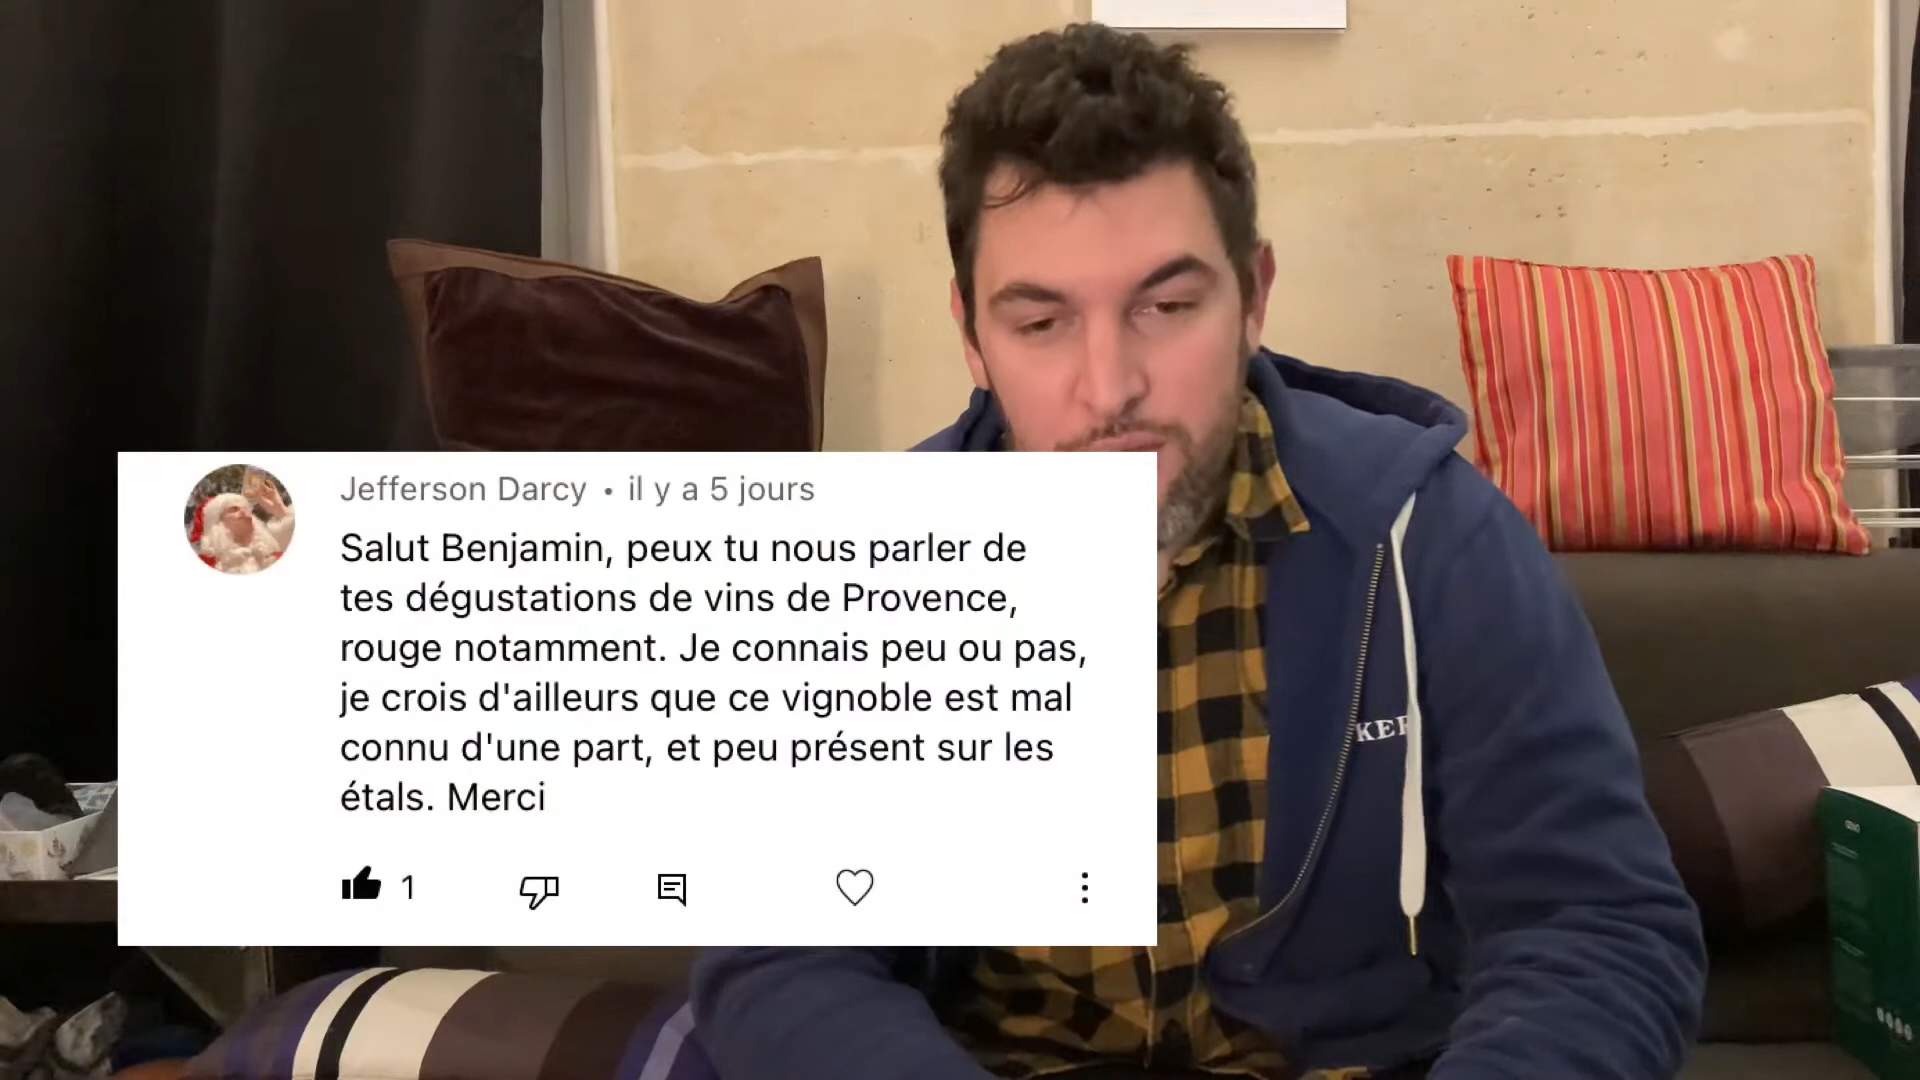 Jefferson Darcy • il y a 5 jours
Salut Benjamin, peux tu nous parler de
tes dégustations de vins de Provence,
rouge notamment. Je connais peu ou pas,
je crois d'ailleurs que ce vignoble est mal
connu d'une part, et peu présent sur les
étals. Merci
1
KER